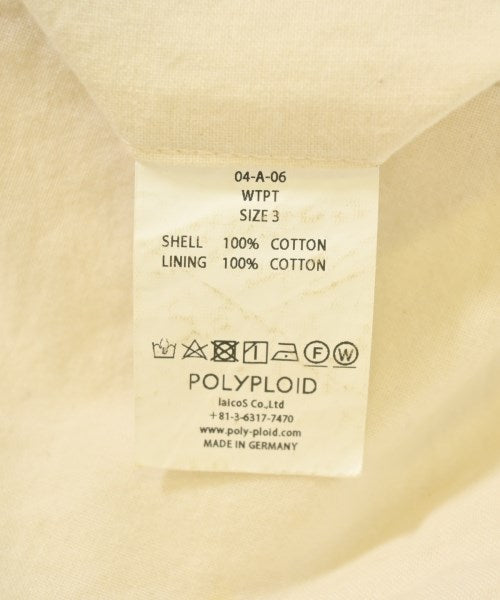 04-A-06
WTPT
SIZE 3
SHELL 100% COTTON
LINING 100% COTTON
F W
POLYPLOID
laicoS Co.,Ltd
+81-3-6317-7470
www.poly-ploid.com
MADE IN GERMANY